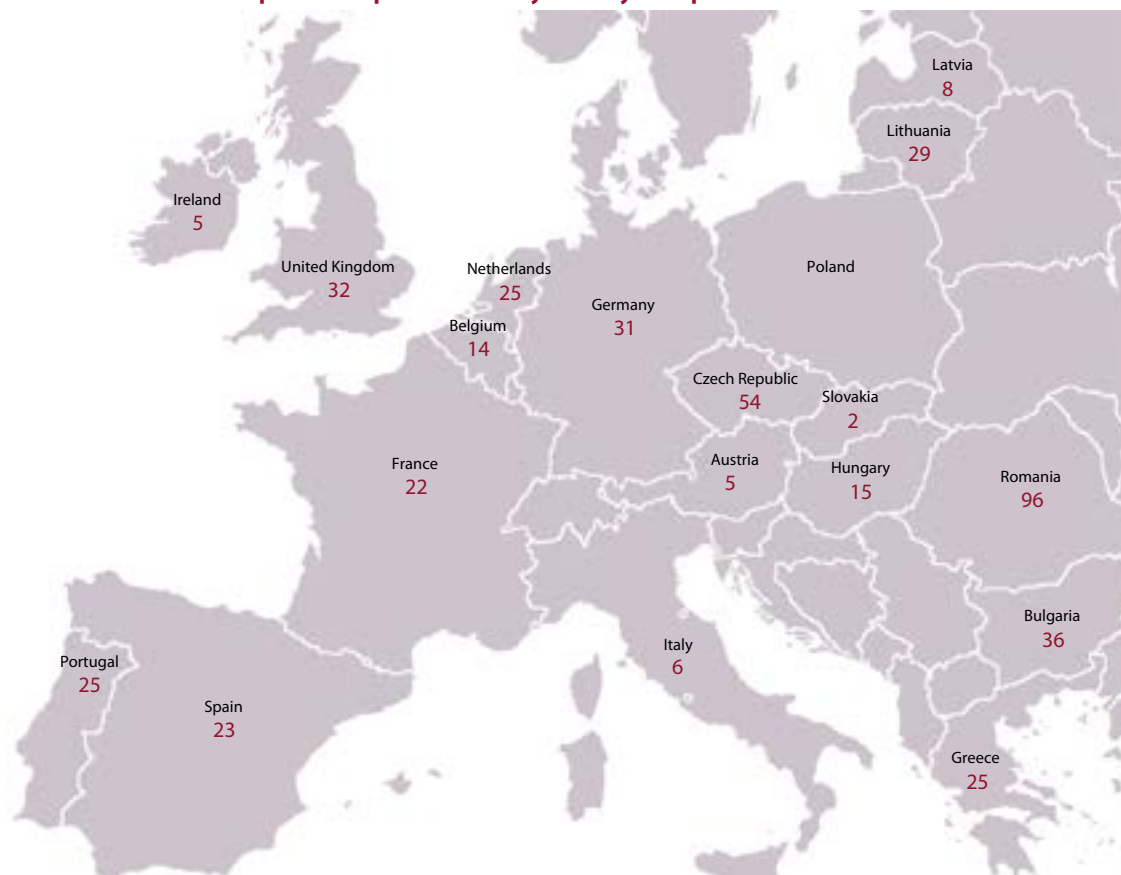 Latvia
8
Lithuania
29
Ireland
5
United Kingdom
32
Netherlands
25
Poland
Germany
31
Belgium
14
Czech Republic
54
Slovakia
2
France
22
Austria
5
Hungary
15
Romania
96
Bulgaria
36
Italy
6
Portugal
25
Spain
23
Greece
25